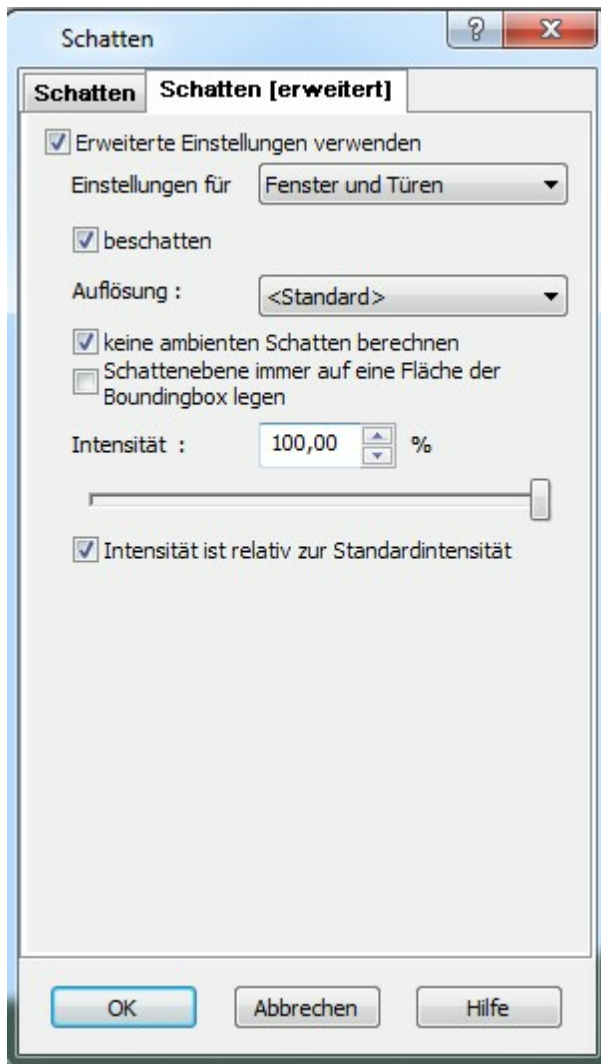 Schatten
Schatten
Schatten [erweitert]
Erweiterte Einstellungen verwenden
Einstellungen für
Fenster und Türen
beschatten
Auflösung :
<Standard>
keine ambienten Schatten berechnen
Schattenebene immer auf eine Fläche der
Boundingbox legen
Intensität :
100,00
%
Intensität ist relativ zur Standardintensität
OK
Abbrechen
Hilfe